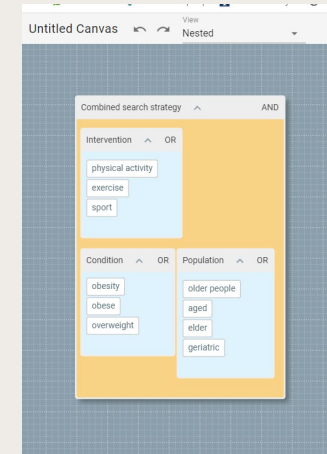 View
Untitled Canvas Nested
Combined search strategy AND
Intervention OR
physical activity
exercise
sport
Condition OR
obesity
obese
overweight
Population OR
older people
aged
elder
geriatric